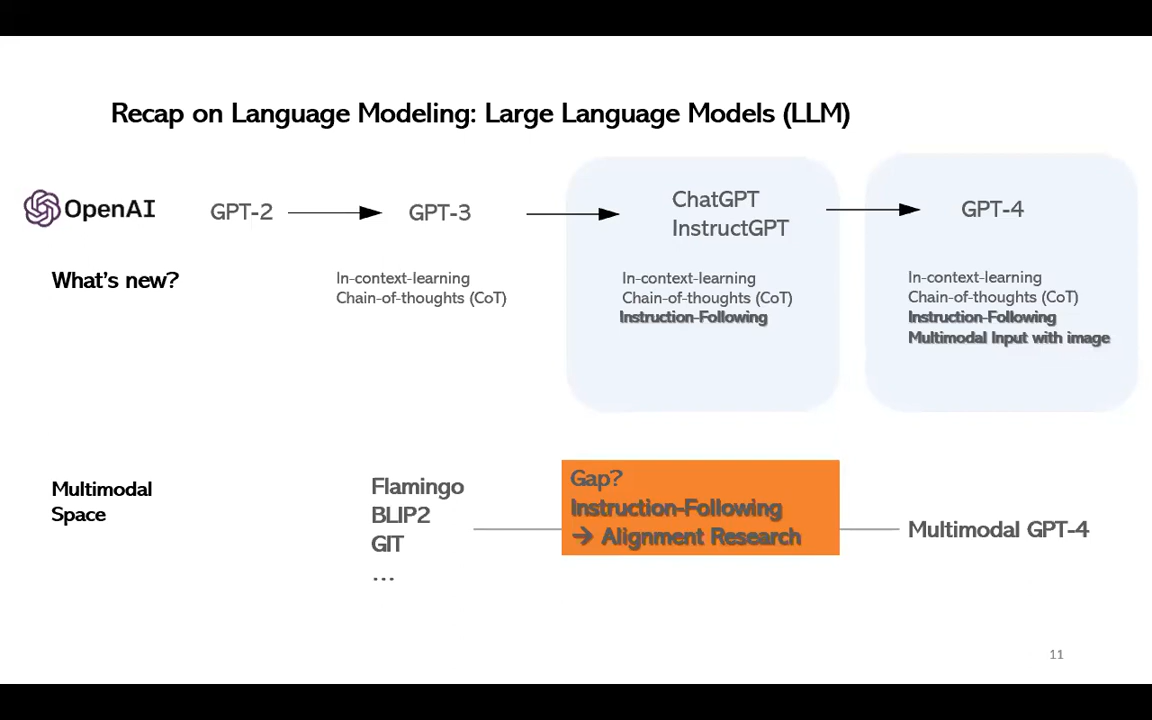 Recap on Language Modeling: Large Language Models (LLM)
OpenAI
GPT-2
GPT-3
ChatGPT
InstructGPT
GPT-4
What's new?
In-context-learning
Chain-of-thoughts (CoT)
In-context-learning
Chain-of-thoughts (CoT)
Instruction-Following
In-context-learning
Chain-of-thoughts (CoT)
Instruction-Following
Multimodal Input with image
Multimodal
Space
Flamingo
BLIP2
GIT
…
Gap?
Instruction-Following
→ Alignment Research
Multimodal GPT-4
11